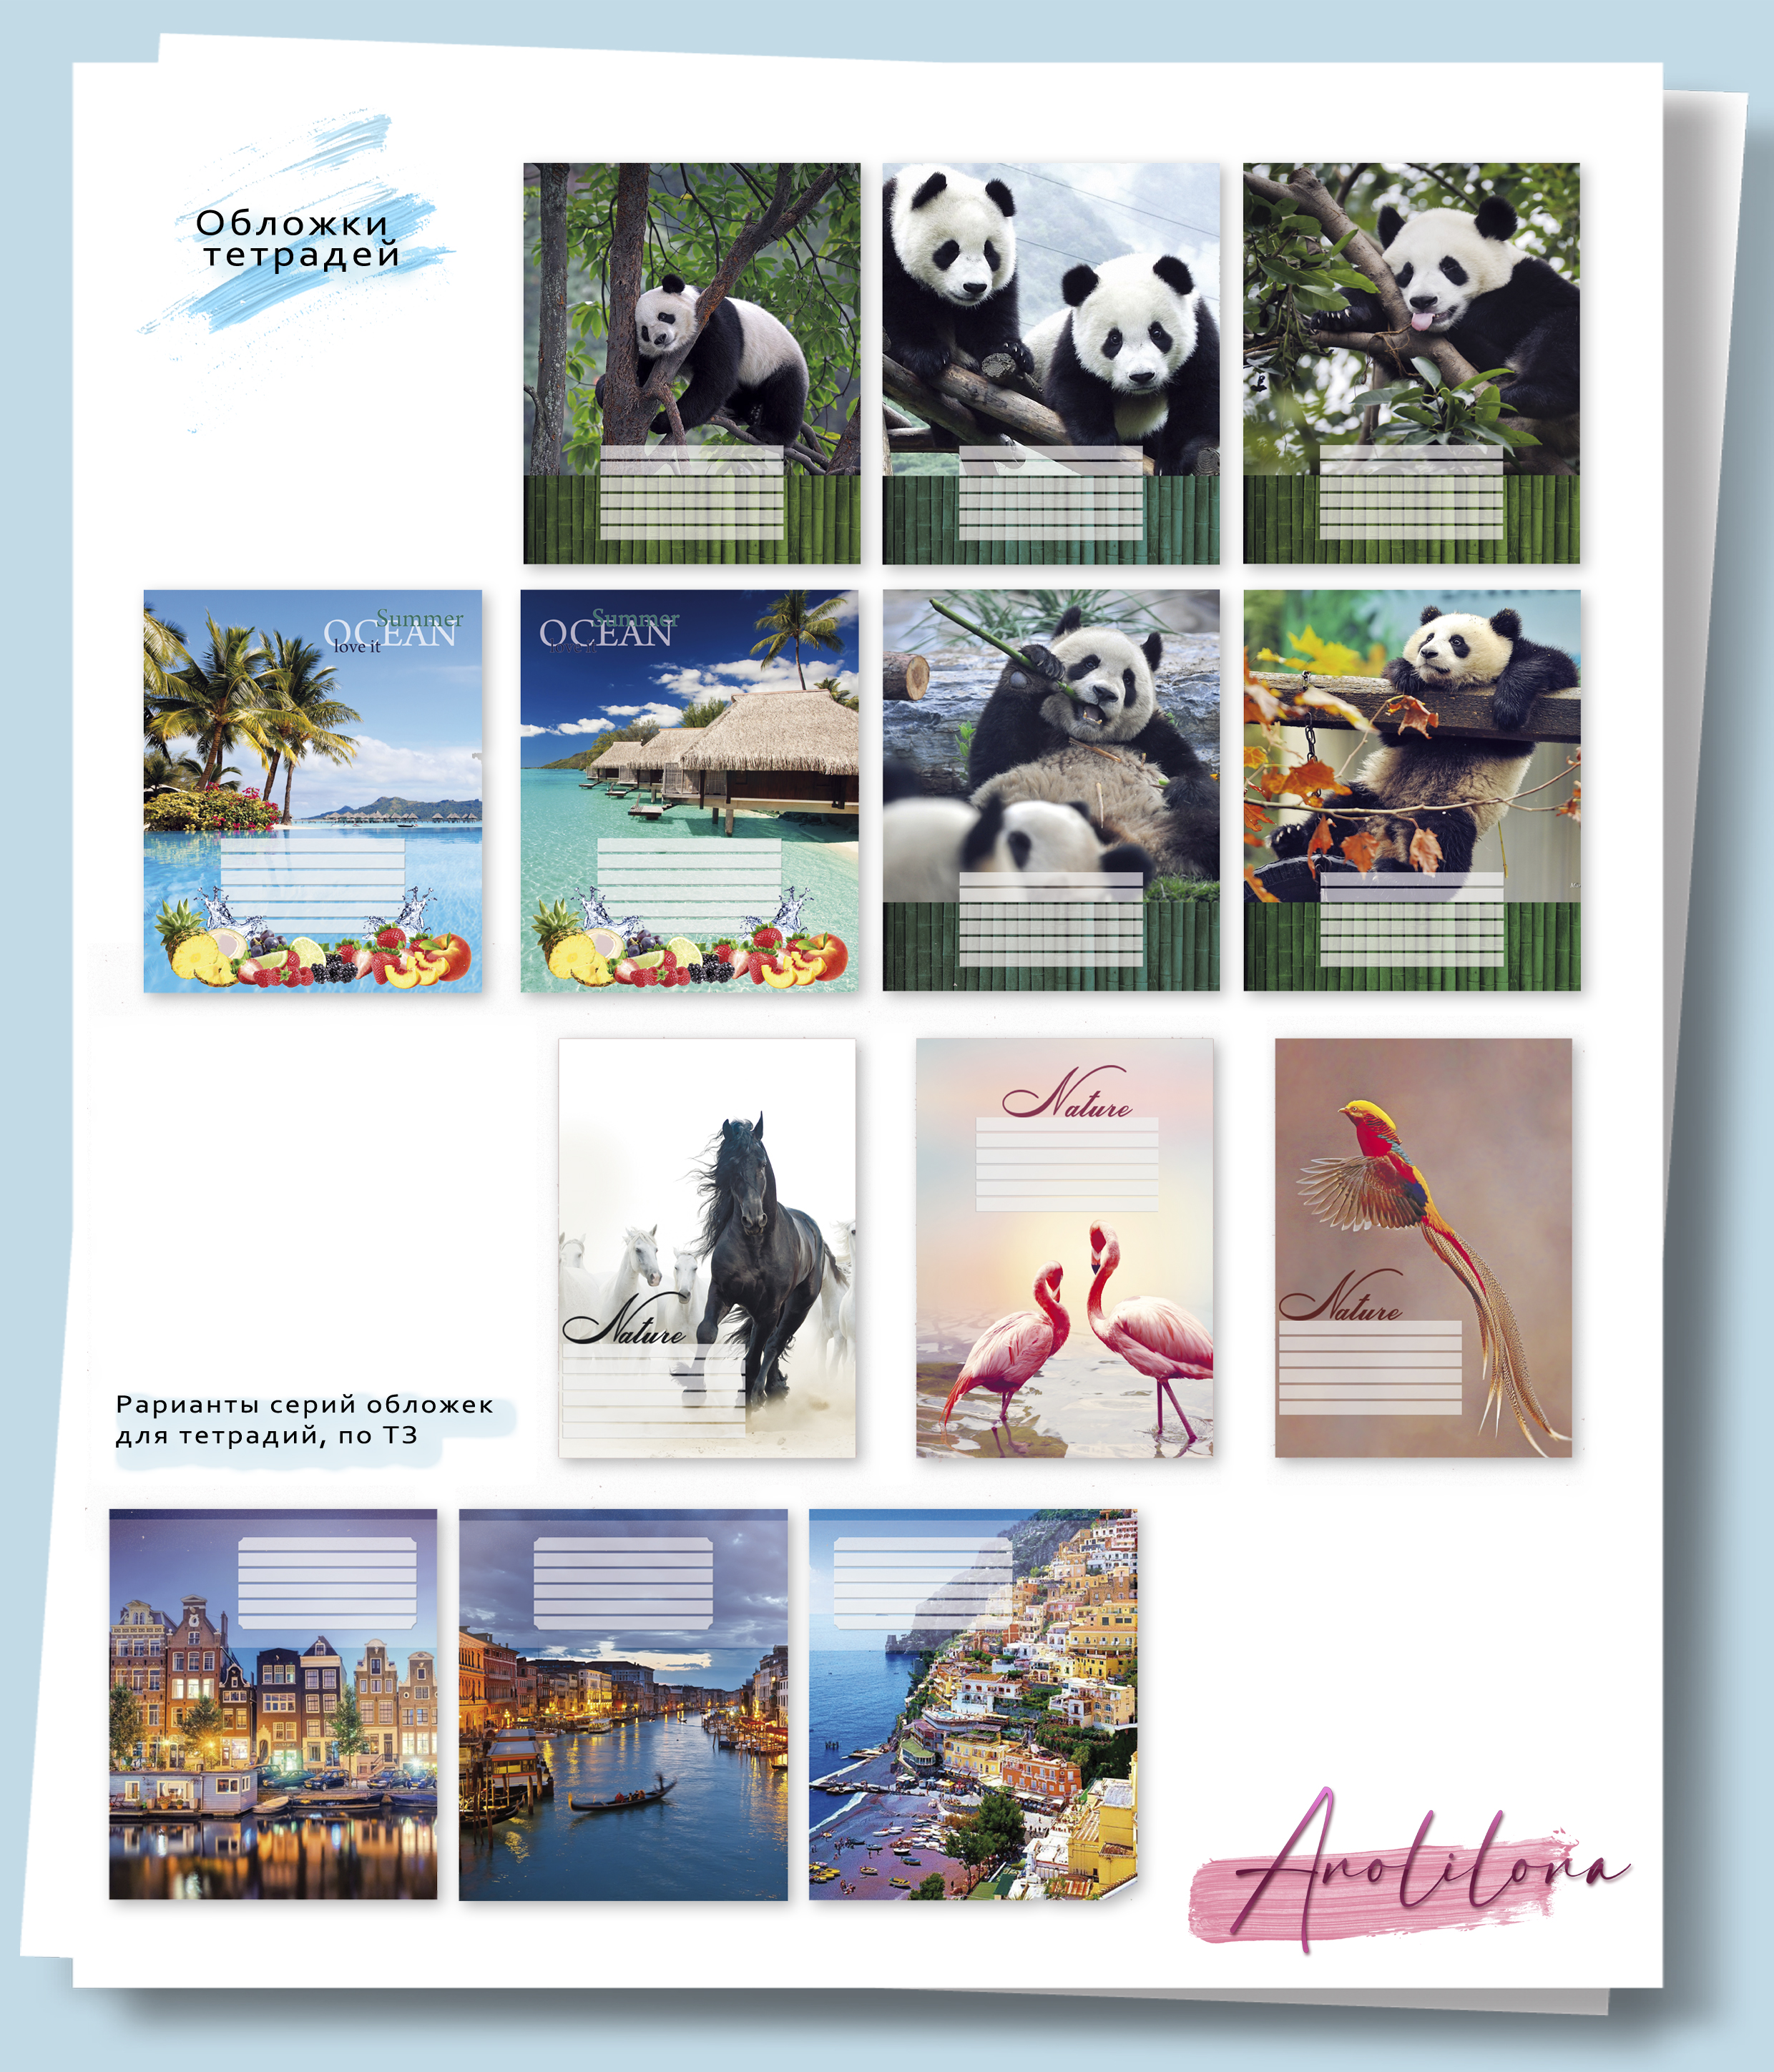 Обложки
тетрадей
Summer
OCEAN
love it
Summer
OCEAN
love it
Nature
Nature
Nature
Рарианты серий обложек
для тетрадий, по ТЗ
Anolilona